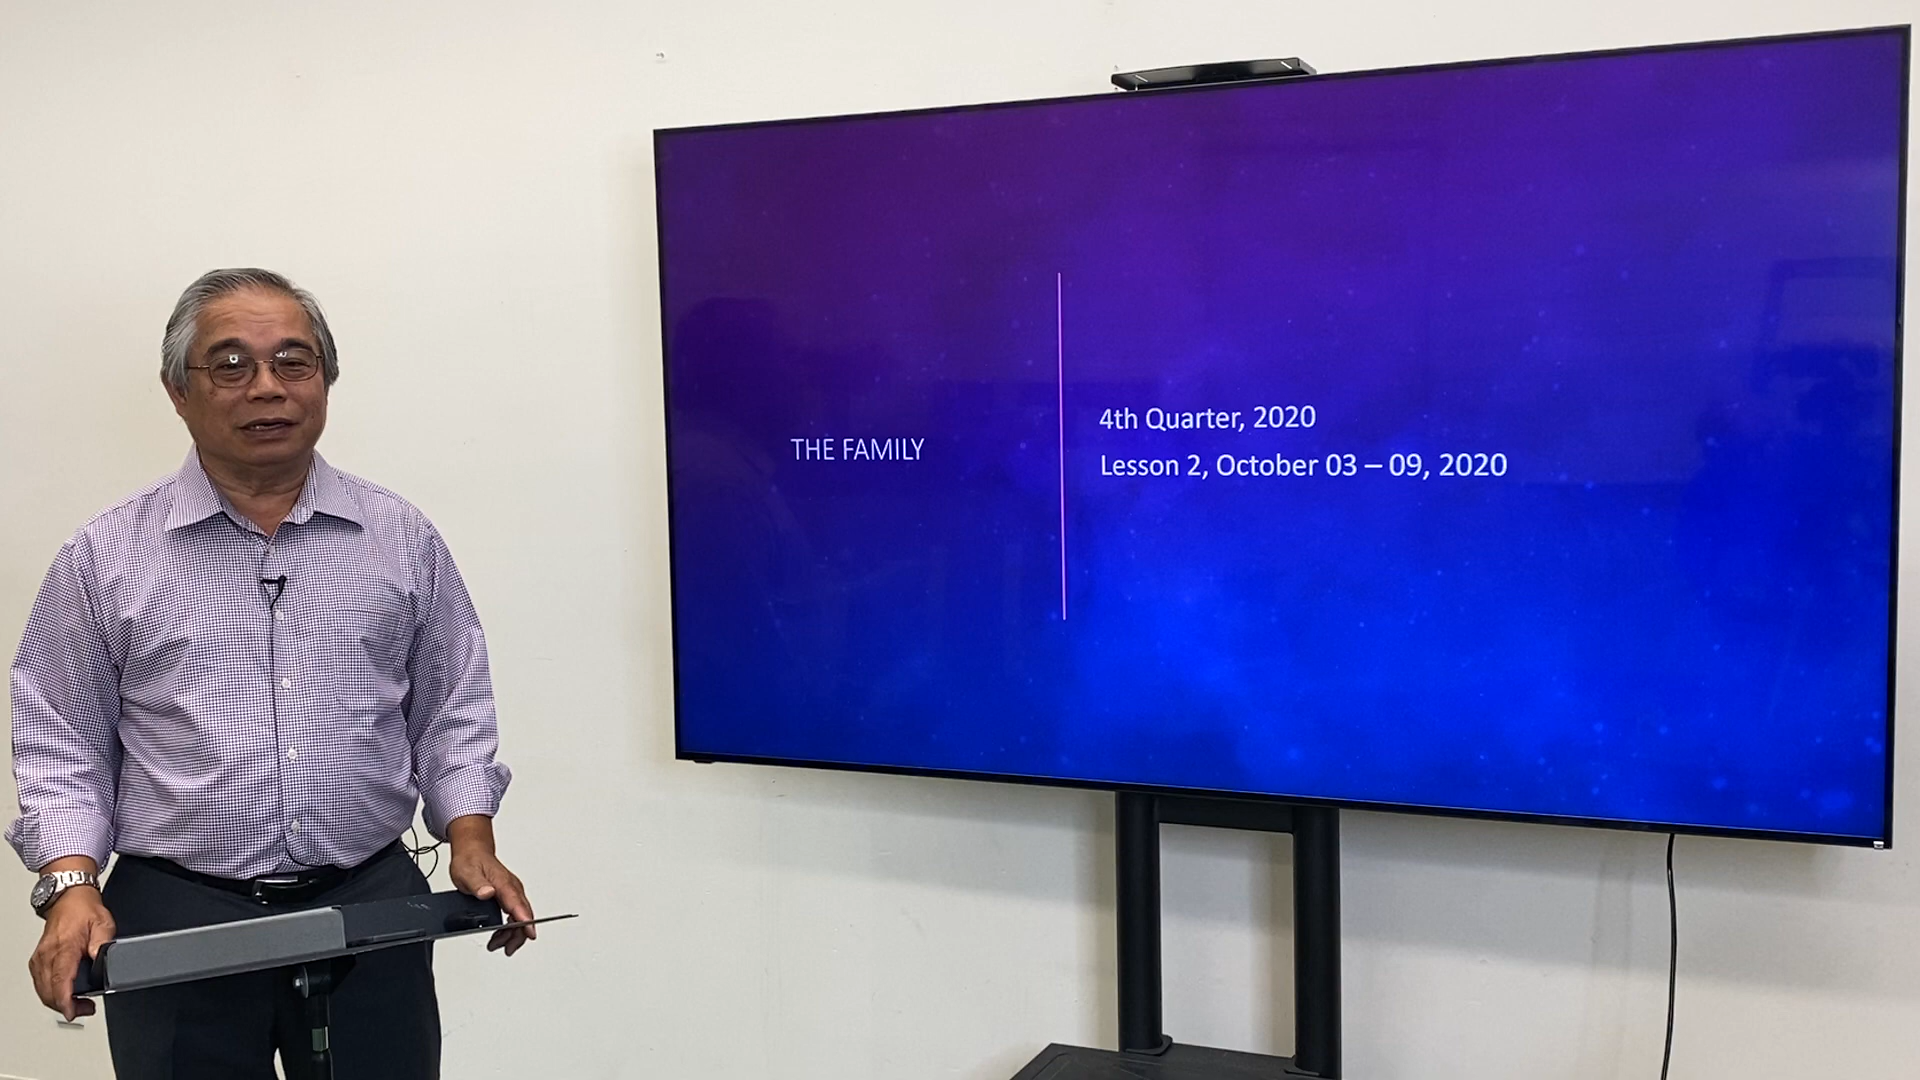 THE FAMILY
4th Quarter, 2020
Lesson 2, October 03 – 09, 2020